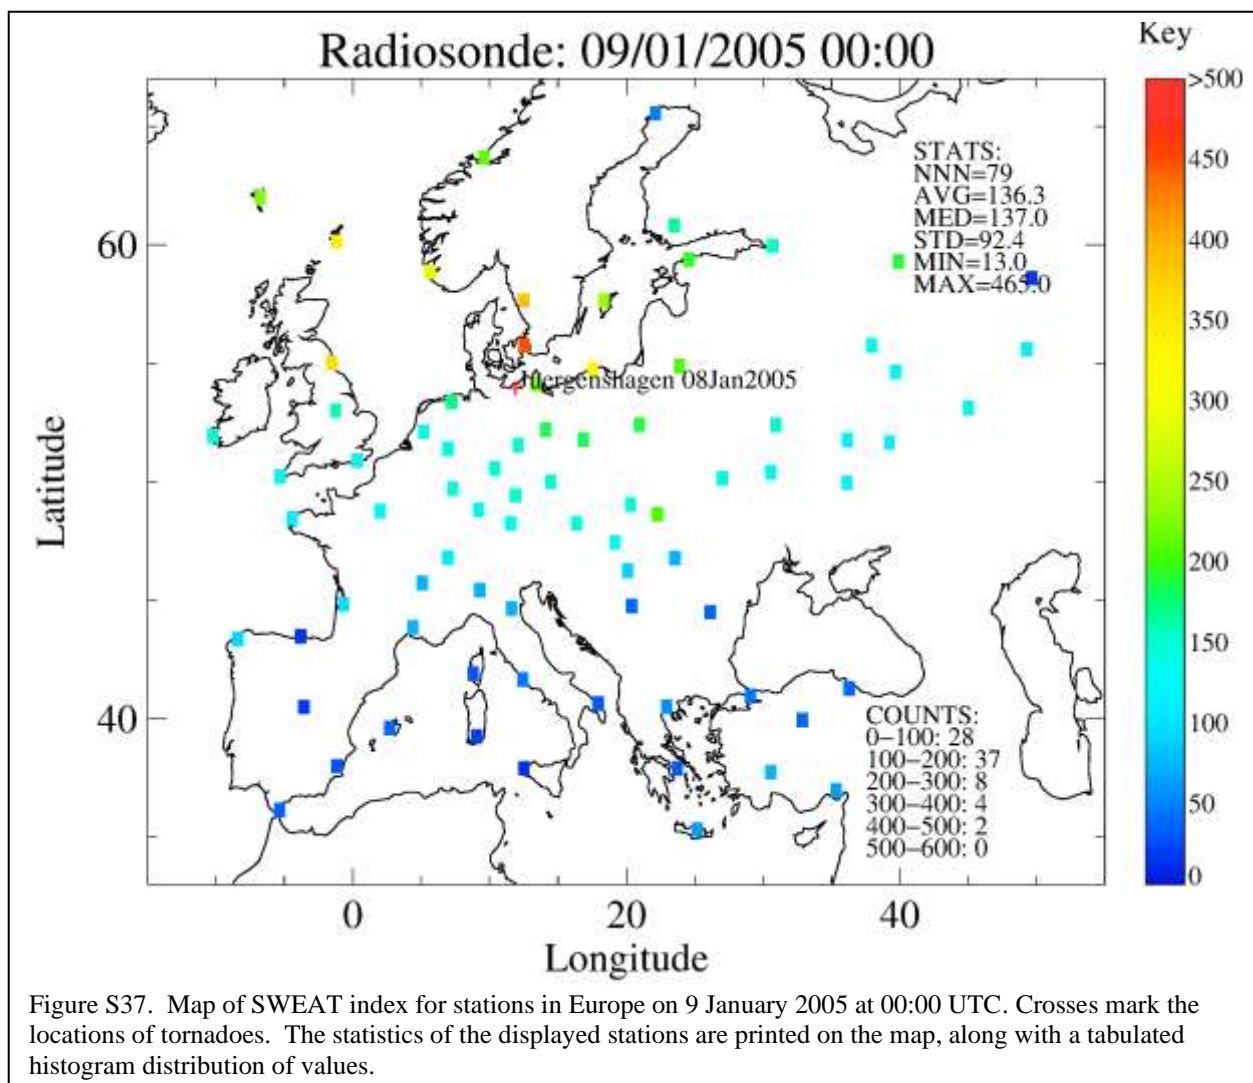 Radiosonde: 09/01/2005 00:00
Key
>500
450
400
350
300
250
200
150
100
50
0
STATS:
NNN=79
AVG=136.3
MED=137.0
STD=92.4
MIN=13.0
MAX=465.0
60
40
Latitude
Juergenshagen 08Jan2005
COUNTS:
0–100: 28
100–200: 37
200–300: 8
300–400: 4
400–500: 2
500–600: 0
0
20
40
Longitude
Figure S37. Map of SWEAT index for stations in Europe on 9 January 2005 at 00:00 UTC. Crosses mark the
locations of tornadoes. The statistics of the displayed stations are printed on the map, along with a tabulated
histogram distribution of values.